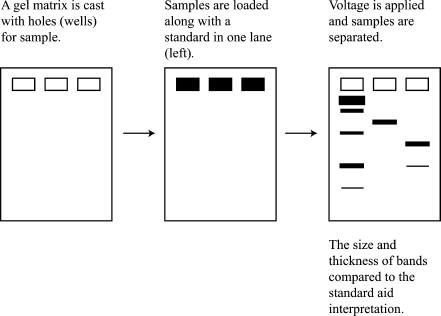 A gel matrix is cast
with holes (wells)
for sample.
Samples are loaded
along with a
standard in one lane
(left).
Voltage is applied
and samples are
separated.
The size and
thickness of bands
compared to the
standard aid
interpretation.